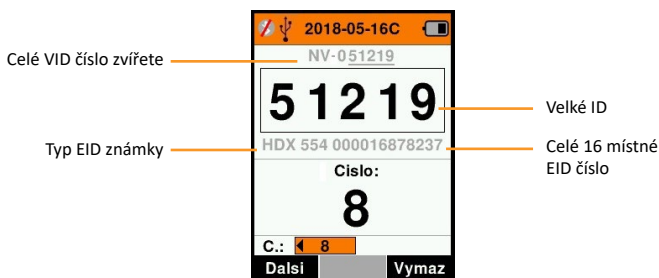 2018-05-16C
Celé VID číslo zvířete
NV-051219
51219
Velké ID
Typ EID známky
HDX 554 000016878237
Celé 16 místné
EID číslo
Cislo:
8
C.: 8
Dalsi Vymaz